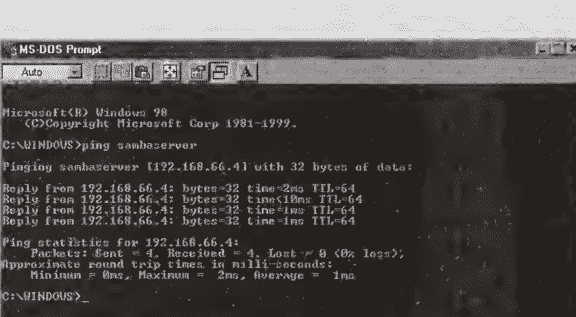 MS-DOS Prompt
Auto
A
Microsoft(R) Windows 98
(C)Copyright Microsoft Corp 1981-1999.
C:\WINDOWS>ping sambaserver
Pinging sambaserver [192.168.66.4] with 32 bytes of data:
Reply from 192.168.66.4: bytes=32 time=2ms TTL=64
Reply from 192.168.66.4: bytes=32 time<10ms TTL=64
Reply from 192.168.66.4: bytes=32 time=1ms TTL=64
Reply from 192.168.66.4: bytes=32 time=1ms TTL=64
Ping statistics for 192.168.66.4:
Packets: Sent = 4, Received = 4, Lost = 0 (0% loss),
Approximate round trip times in milli-seconds:
Minimum = 0ms, Maximum = 2ms, Average = 1ms
C:\WINDOWS>_